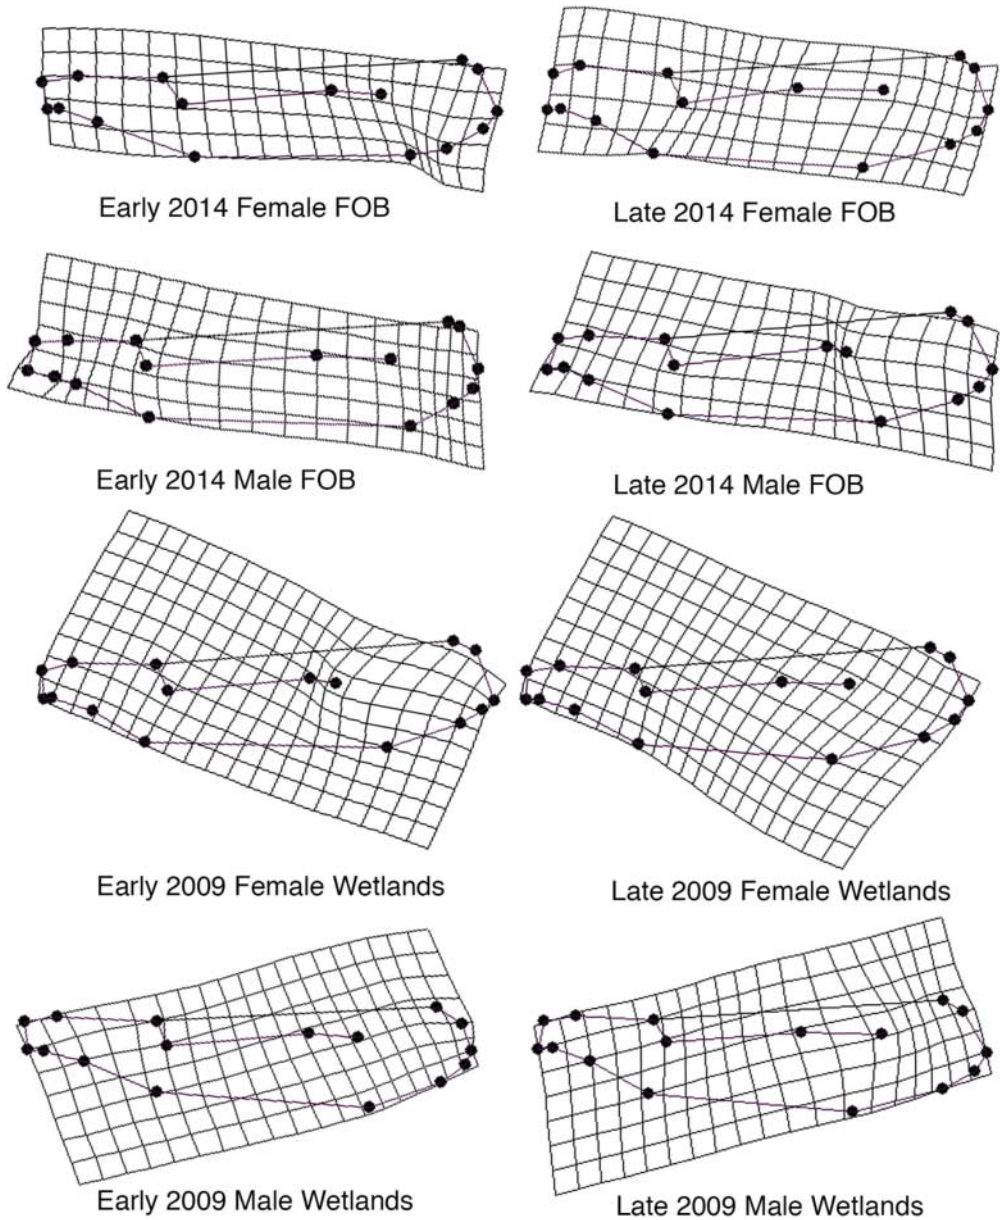 Early 2014 Female FOB
Late 2014 Female FOB
Early 2014 Male FOB
Late 2014 Male FOB
Early 2009 Female Wetlands
Late 2009 Female Wetlands
Early 2009 Male Wetlands
Late 2009 Male Wetlands